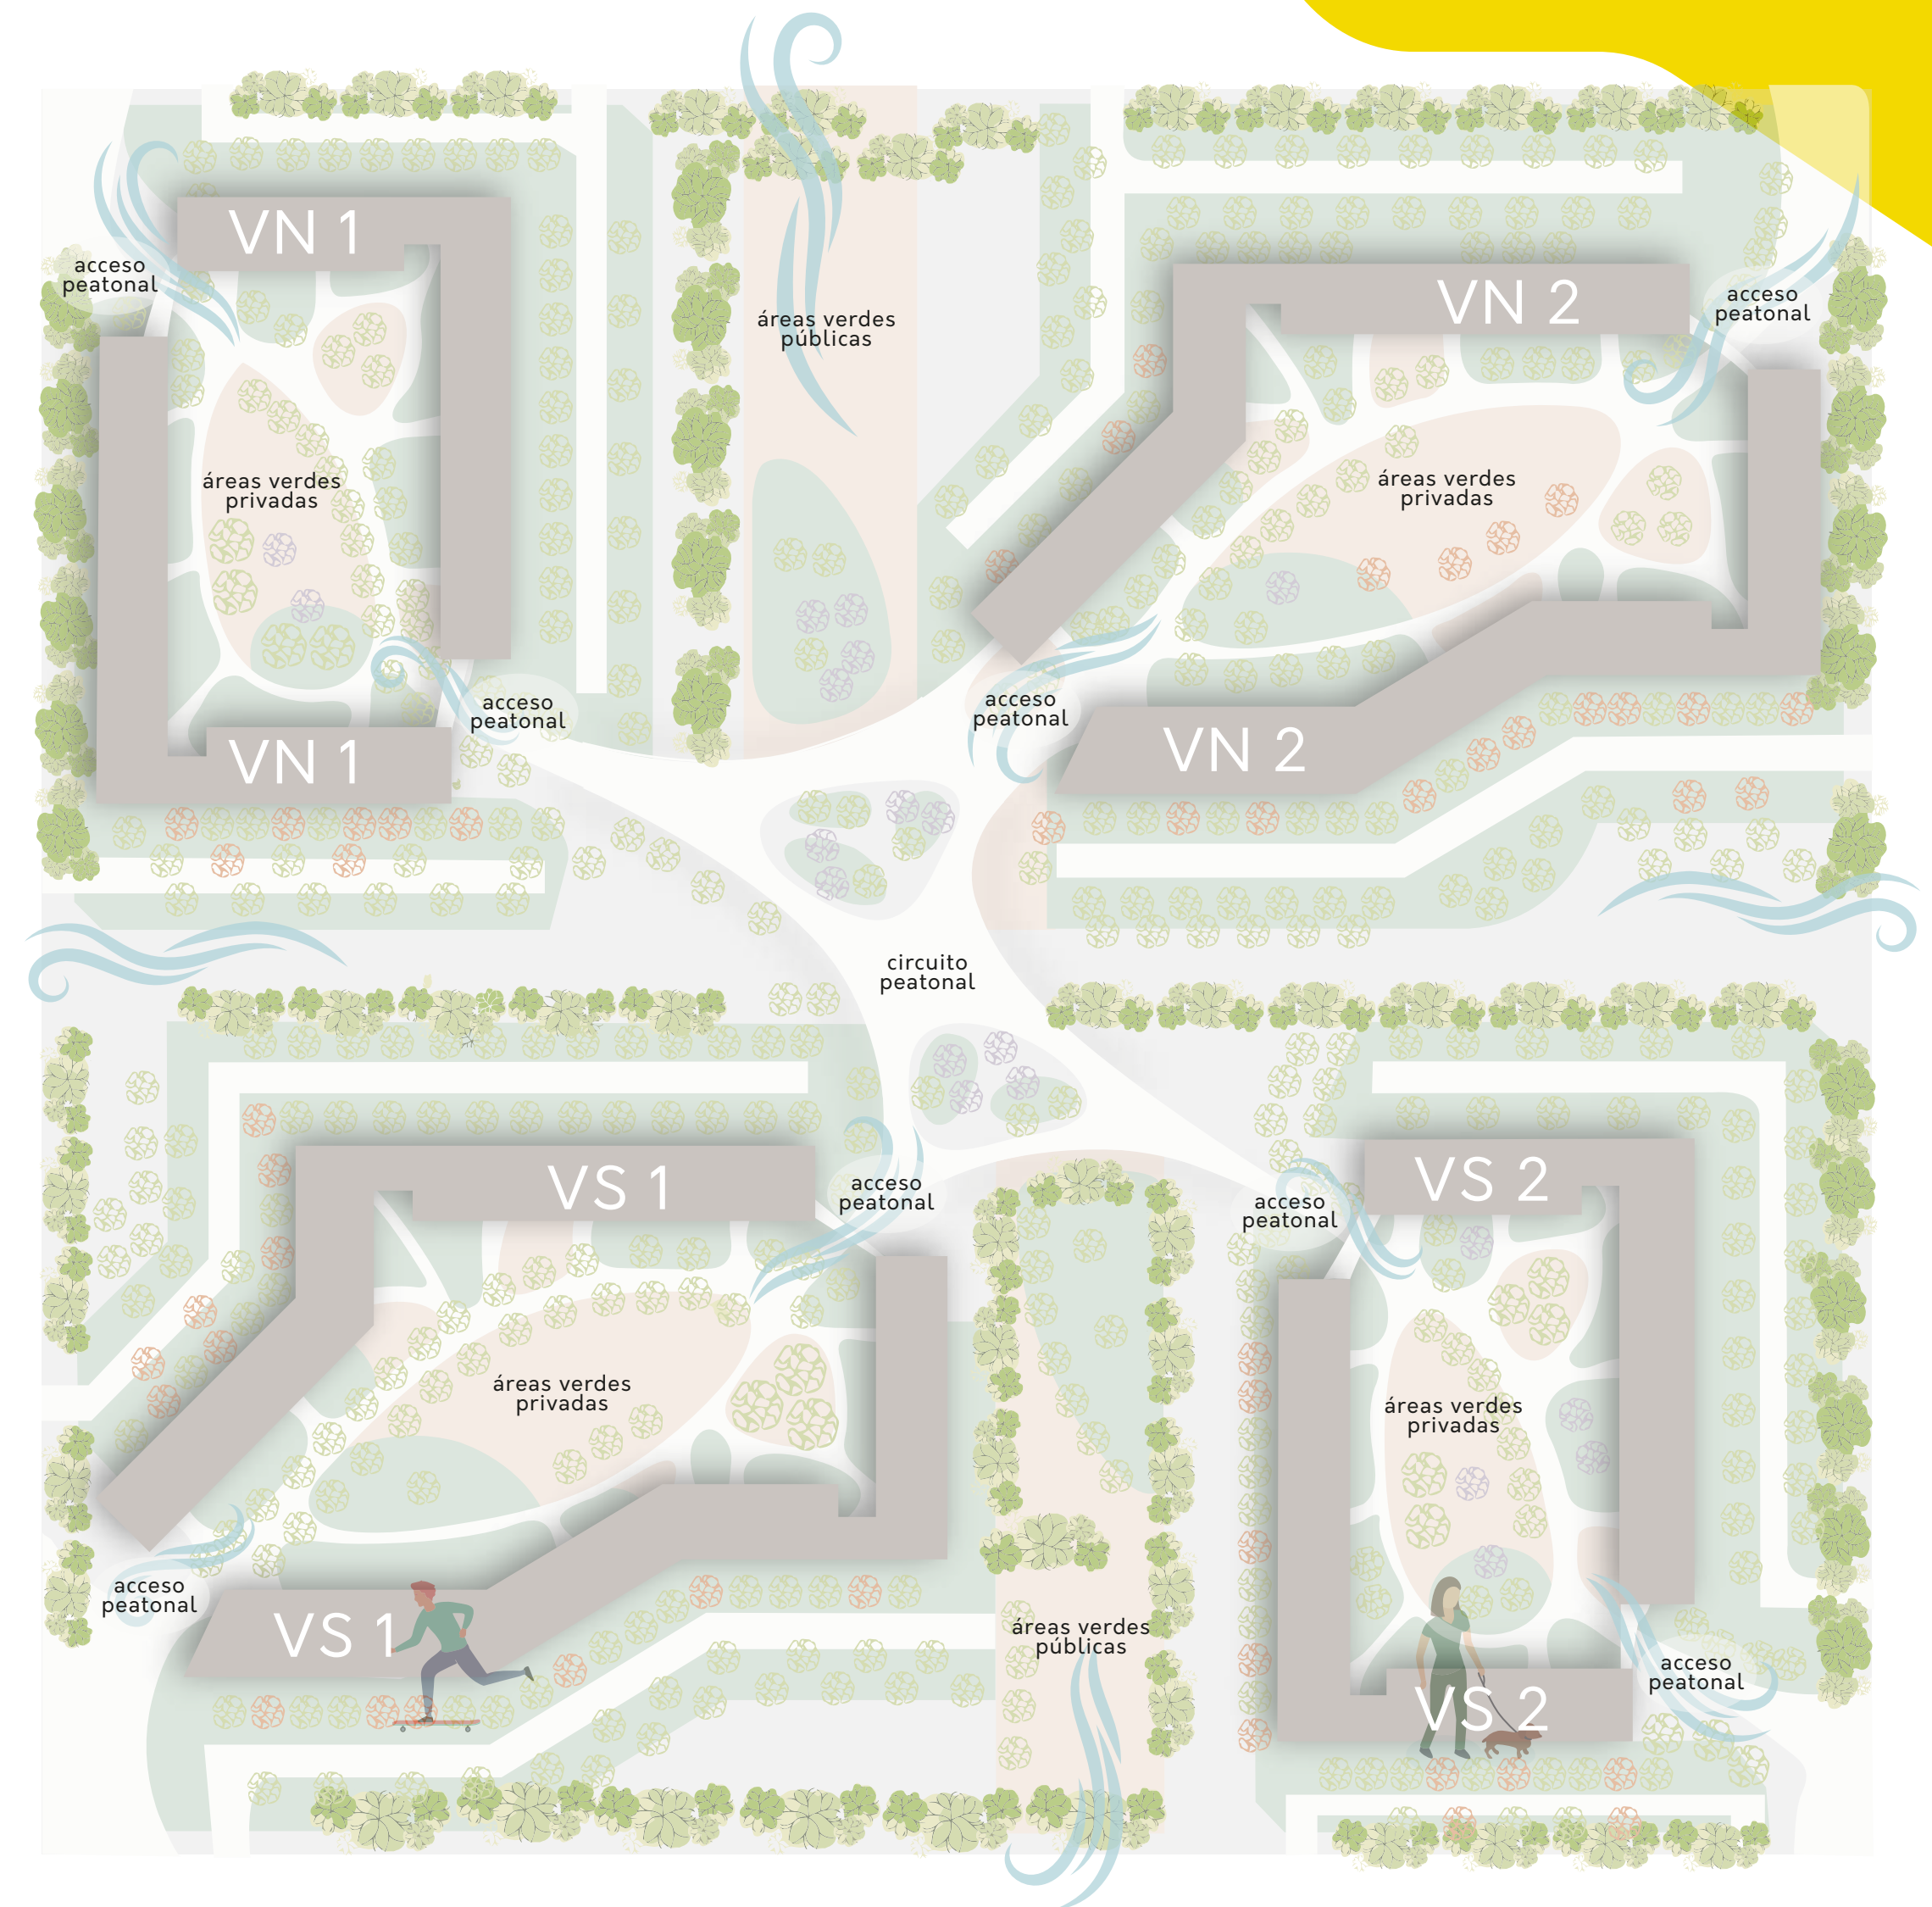 VN 1
acceso
peatonal
áreas verdes
privadas
acceso
peatonal
VN 1
áreas verdes
públicas
VN 2
acceso
peatonal
áreas verdes
privadas
acceso
peatonal
VN 2
circuito
peatonal
VS 1
acceso
peatonal
áreas verdes
privadas
acceso
peatonal
VS 1
áreas verdes
públicas
VS 2
acceso
peatonal
áreas verdes
privadas
acceso
peatonal
VS 2